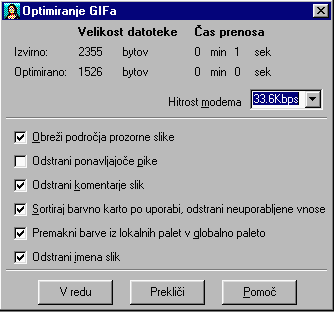 Optimiranje GIFa
Velikost datoteke Čas prenosa
Izvirno: 2355 bytov 0 min 1 sek
Optimirano: 1526 bytov 0 min 0 sek
Hitrost modema 33.6Kbps
Obreži področja prozorne slike
Odstrani ponavljajoče pike
Odstrani komentarje slik
Sortiraj barvno karto po uporabi, odstrani neuporabljene vnose
Premakni barve iz lokalnih palet v globalno paleto
Odstrani imena slik
V redu Prekliči Pomoč